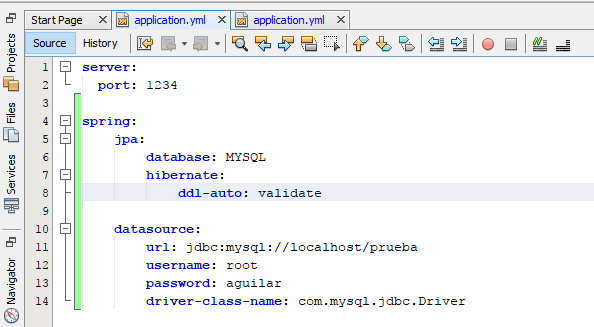 Start Page application.yml application.yml
Source History
Projects
Files
Services
Navigator
1 server:
2 port: 1234
3
4 spring:
5 jpa:
6 database: MYSQL
7 hibernate:
8 ddl-auto: validate
9
10 datasource:
11 url: jdbc:mysql://localhost/prueba
12 username: root
13 password: aguilar
14 driver-class-name: com.mysql.jdbc.Driver